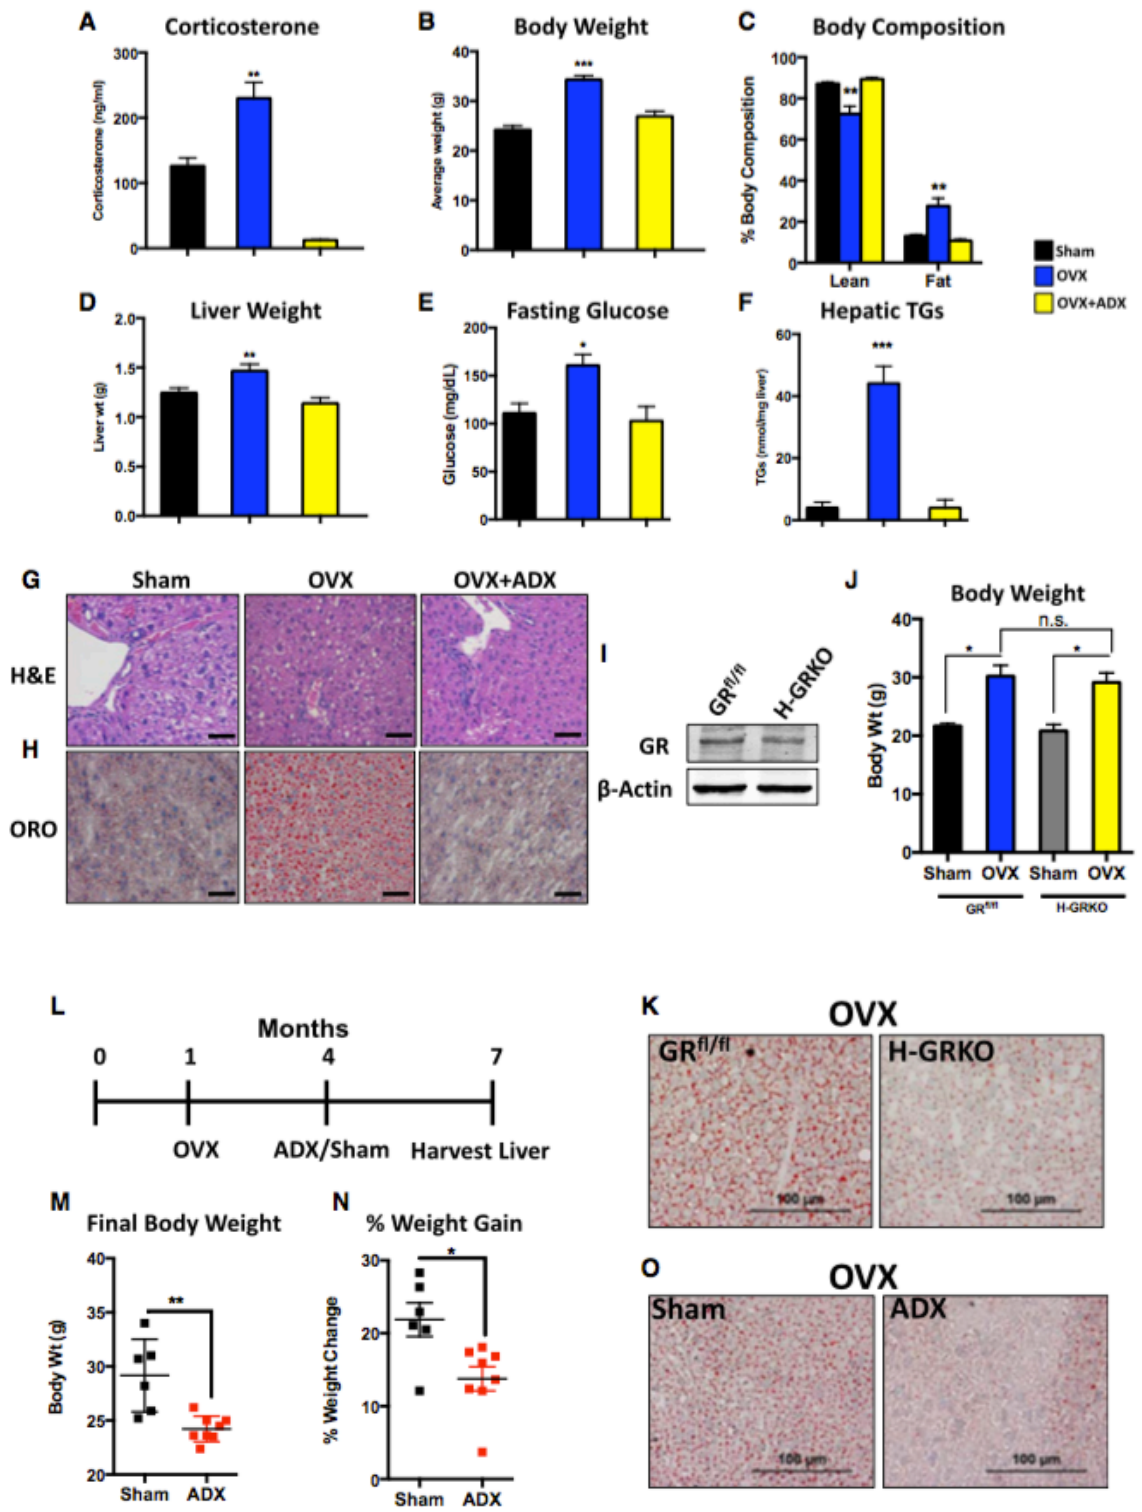 A
Corticosterone
Corticosterone (ng/ml)
300
200
100
0
**
B
Body Weight
Average weight (g)
40
30
20
10
0
***
C
Body Composition
% Body Composition
100
80
60
40
20
0
**
**
Lean
Fat
Sham
OVX
OVX+ADX
D
Liver Weight
Liver wt (g)
2.0
1.5
1.0
0.5
0.0
**
E
Fasting Glucose
Glucose (mg/dL)
200
150
100
50
0
*
F
Hepatic TGs
TGs (nmol/mg liver)
60
40
20
0
***
G
Sham
OVX
OVX+ADX
H&E
H
ORO
I
GRfl/fl
H-GRKO
GR
β-Actin
J
Body Weight
Body Wt (g)
40
30
20
10
0
n.s.
*
*
Sham OVX Sham OVX
GRfl/fl
H-GRKO
L
Months
0 1 4 7
OVX
ADX/Sham
Harvest Liver
K
OVX
GRfl/fl
H-GRKO
100 μm
100 μm
M
Final Body Weight
Body Wt (g)
40
35
30
25
20
**
Sham
ADX
N
% Weight Gain
% Weight Change
30
20
10
0
*
Sham
ADX
O
OVX
Sham
ADX
100 μm
100 μm